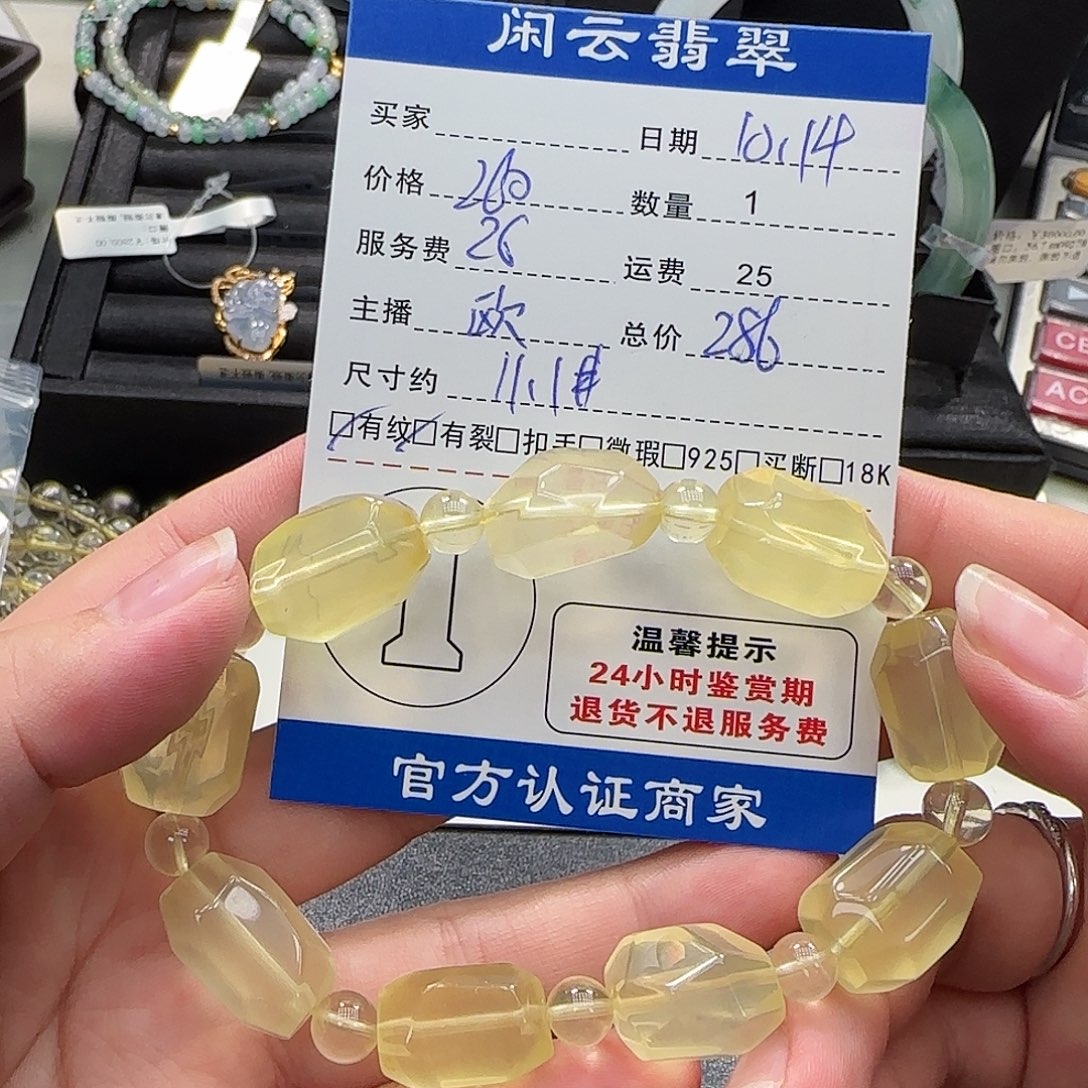 闲云翡翠
买家 日期 10.14
价格 260 数量 1
服务费 26 运费 25
主播 欧 总价 286
尺寸约 11.1
☑有纹☑有裂□扣手□微瑕□925□买断□18K
温馨提示
24小时鉴赏期
退货不退服务费
官方认证商家
CE
AC